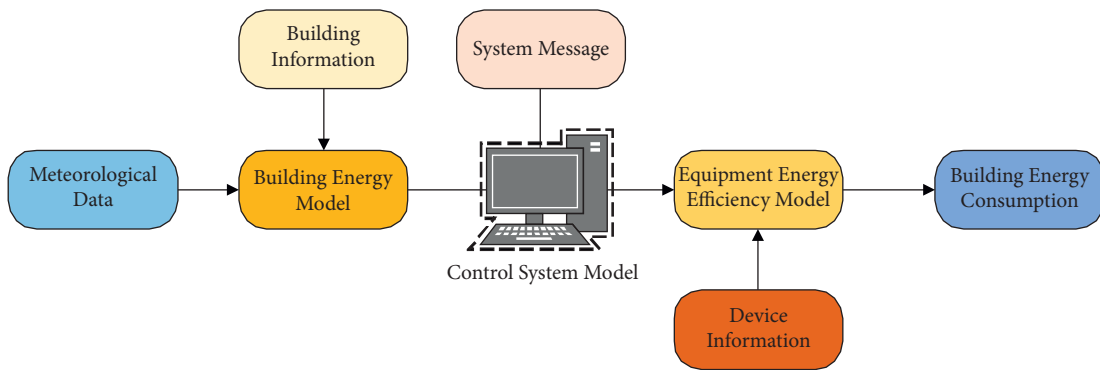 Building
Information
System Message
Meteorological
Data
Building Energy
Model
Equipment Energy
Efficiency Model
Building Energy
Consumption
Control System Model
Device
Information